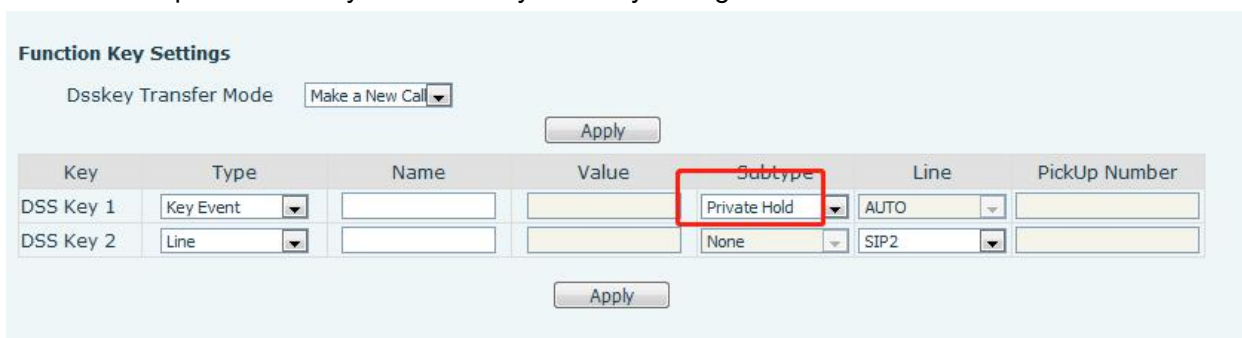 Function Key Settings
Dsskey Transfer Mode Make a New Call
Apply
Key Type Name Value Subtype Line PickUp Number
DSS Key 1 Key Event Private Hold AUTO
DSS Key 2 Line None SIP2
Apply